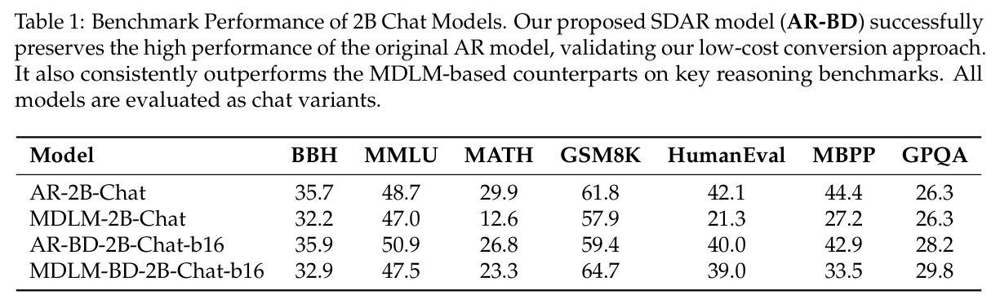 Table 1: Benchmark Performance of 2B Chat Models. Our proposed SDAR model (AR-BD) successfully
preserves the high performance of the original AR model, validating our low-cost conversion approach.
It also consistently outperforms the MDLM-based counterparts on key reasoning benchmarks. All
models are evaluated as chat variants.
Model BBH MMLU MATH GSM8K HumanEval MBPP GPQA
AR-2B-Chat 35.7 48.7 29.9 61.8 42.1 44.4 26.3
MDLM-2B-Chat 32.2 47.0 12.6 57.9 21.3 27.2 26.3
AR-BD-2B-Chat-b16 35.9 50.9 26.8 59.4 40.0 42.9 28.2
MDLM-BD-2B-Chat-b16 32.9 47.5 23.3 64.7 39.0 33.5 29.8